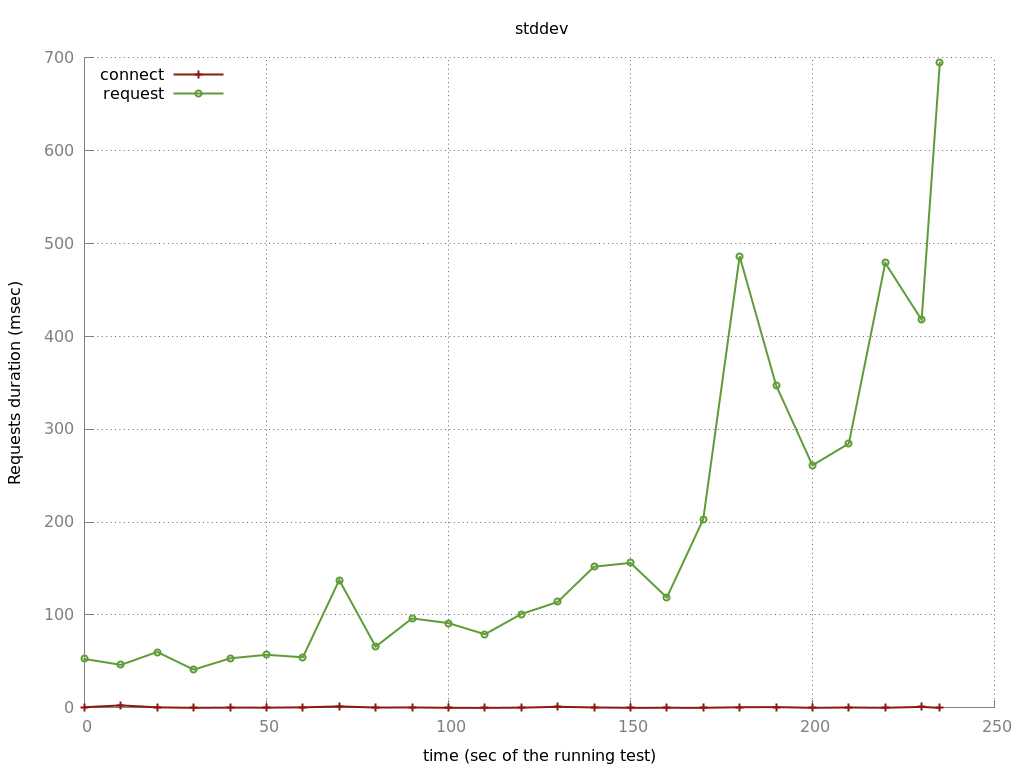 stddev
connect
request
700
600
500
400
300
200
100
0
0 50 100 150 200 250
Requests duration (msec)
time (sec of the running test)